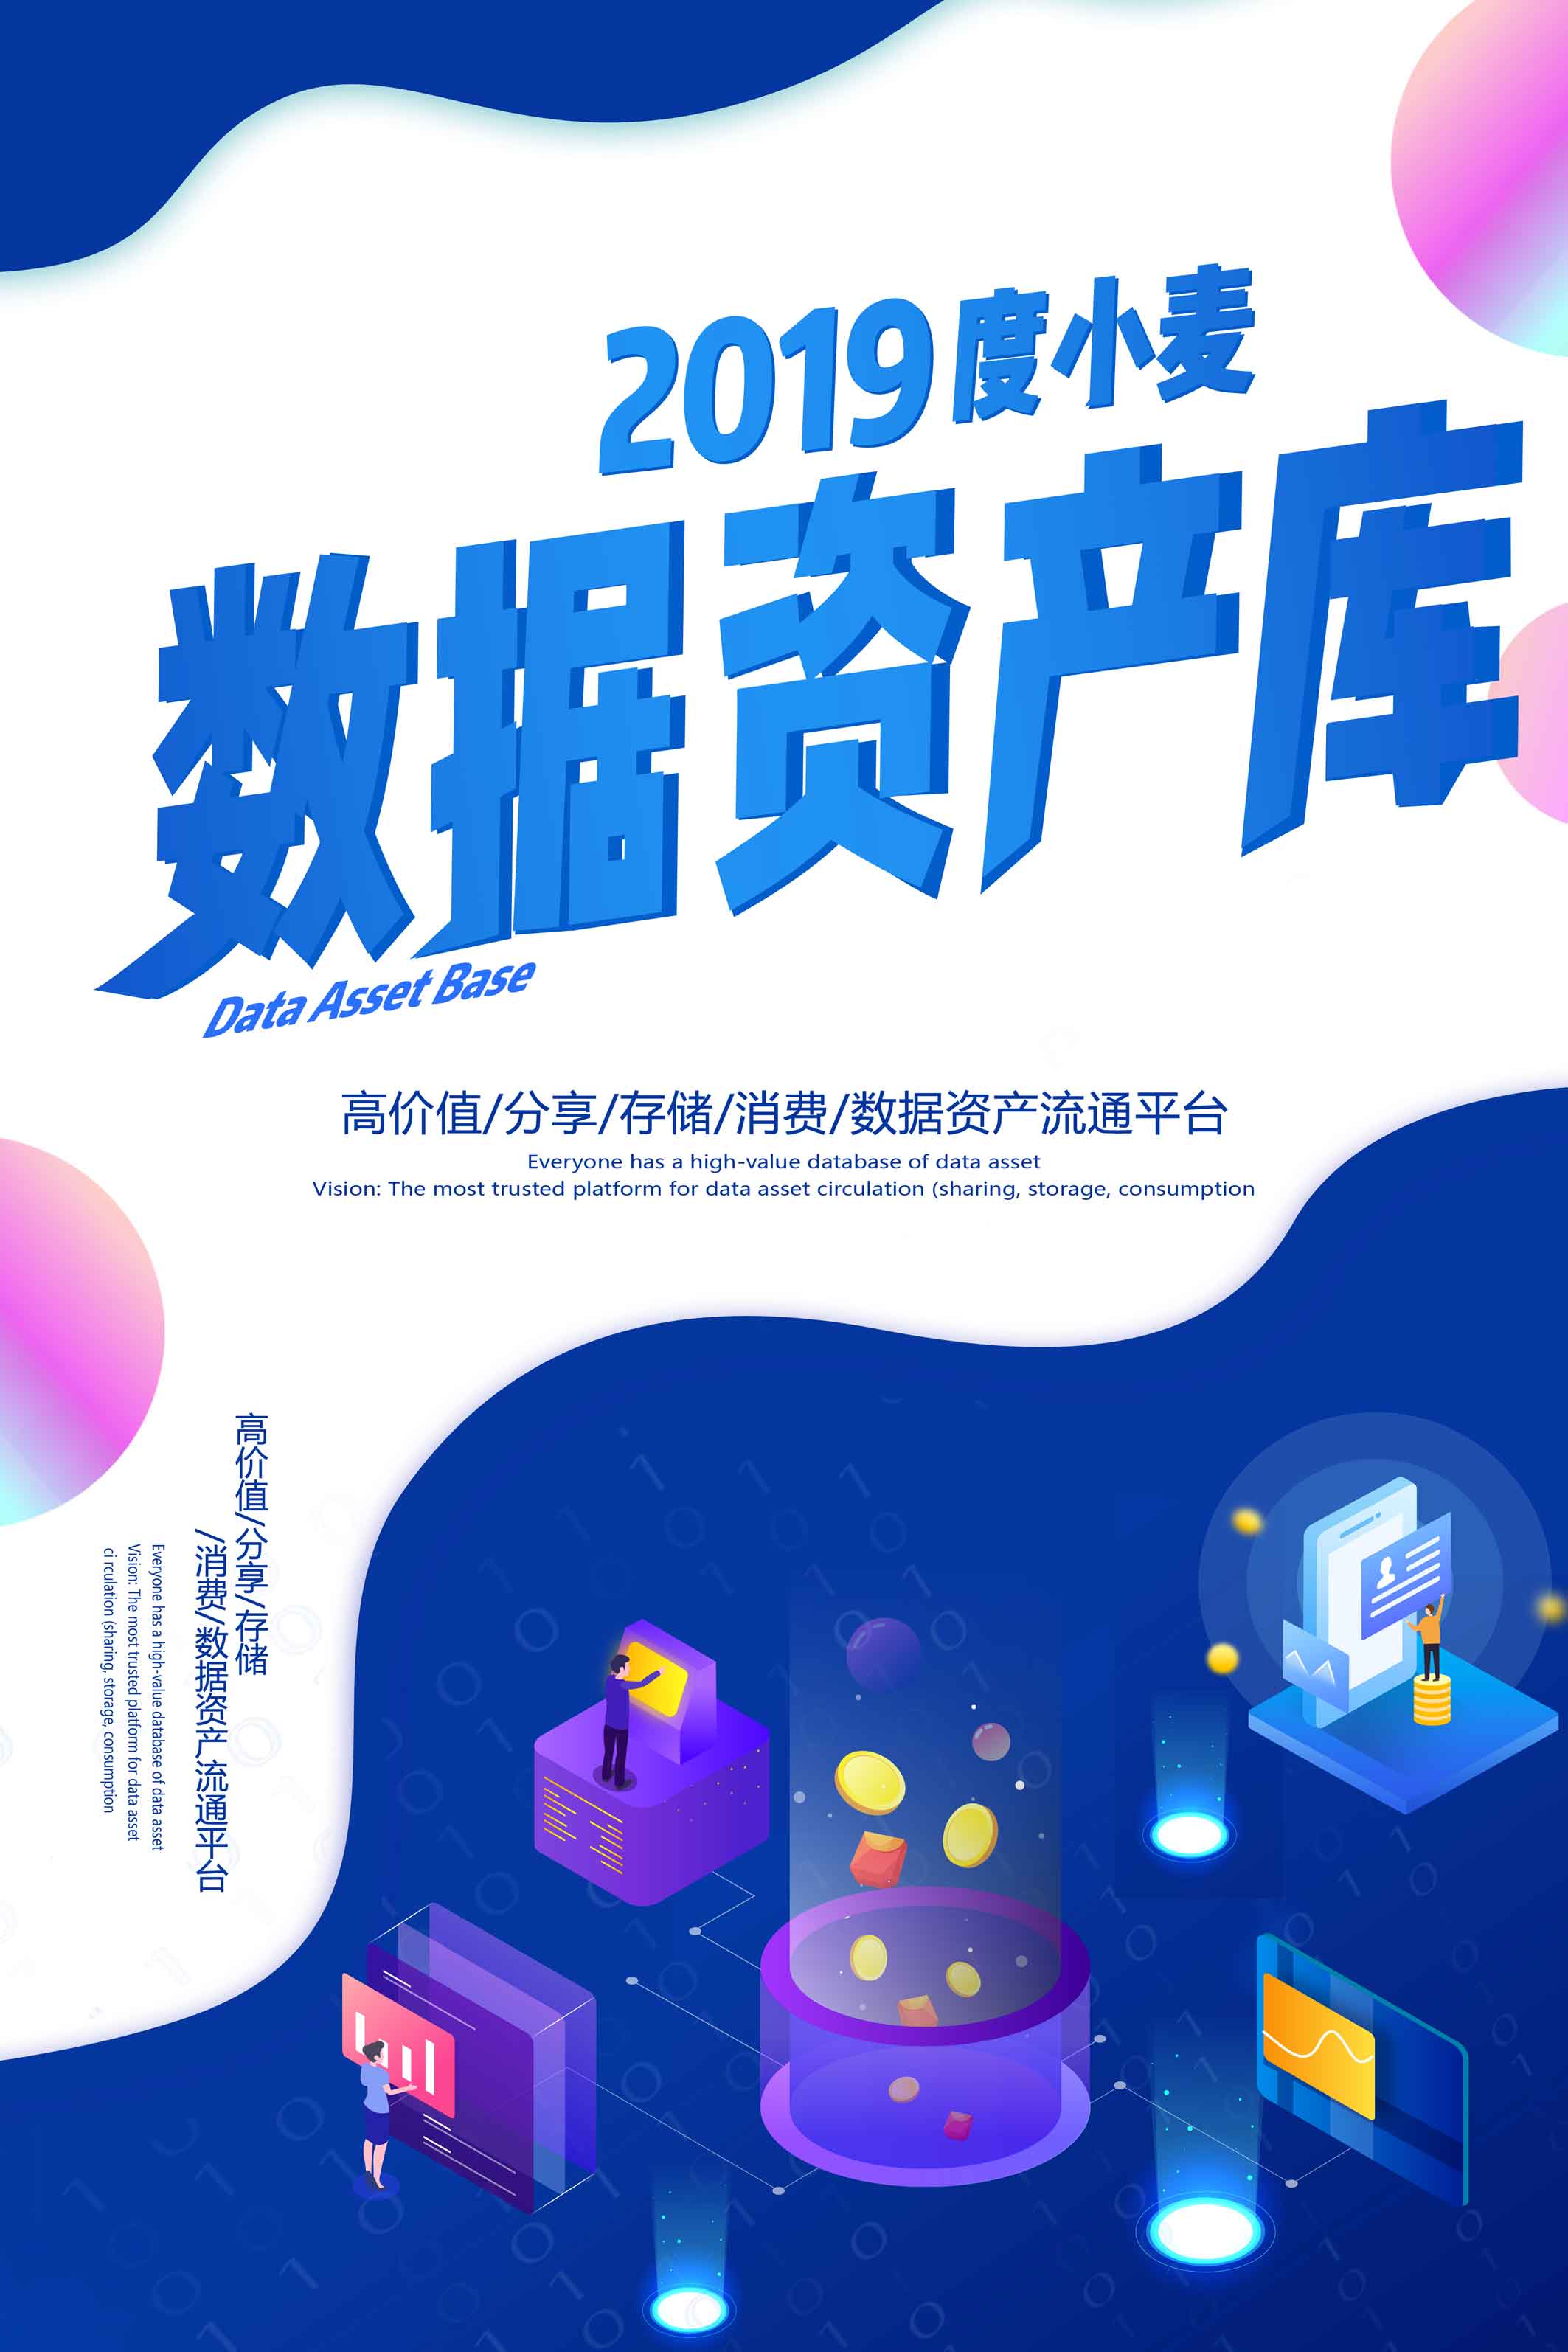 2019度小麦
数据资产库
Data Asset Base
高价值/分享/存储/消费/数据资产流通平台
Everyone has a high-value database of data asset
Vision: The most trusted platform for data asset circulation (sharing, storage, consumption
高价值/分享/存储
/消费/数据资产流通平台
Everyone has a high-value database of data asset
Vision: The most trusted platform for data asset
ci rculation (sharing, storage, consumption